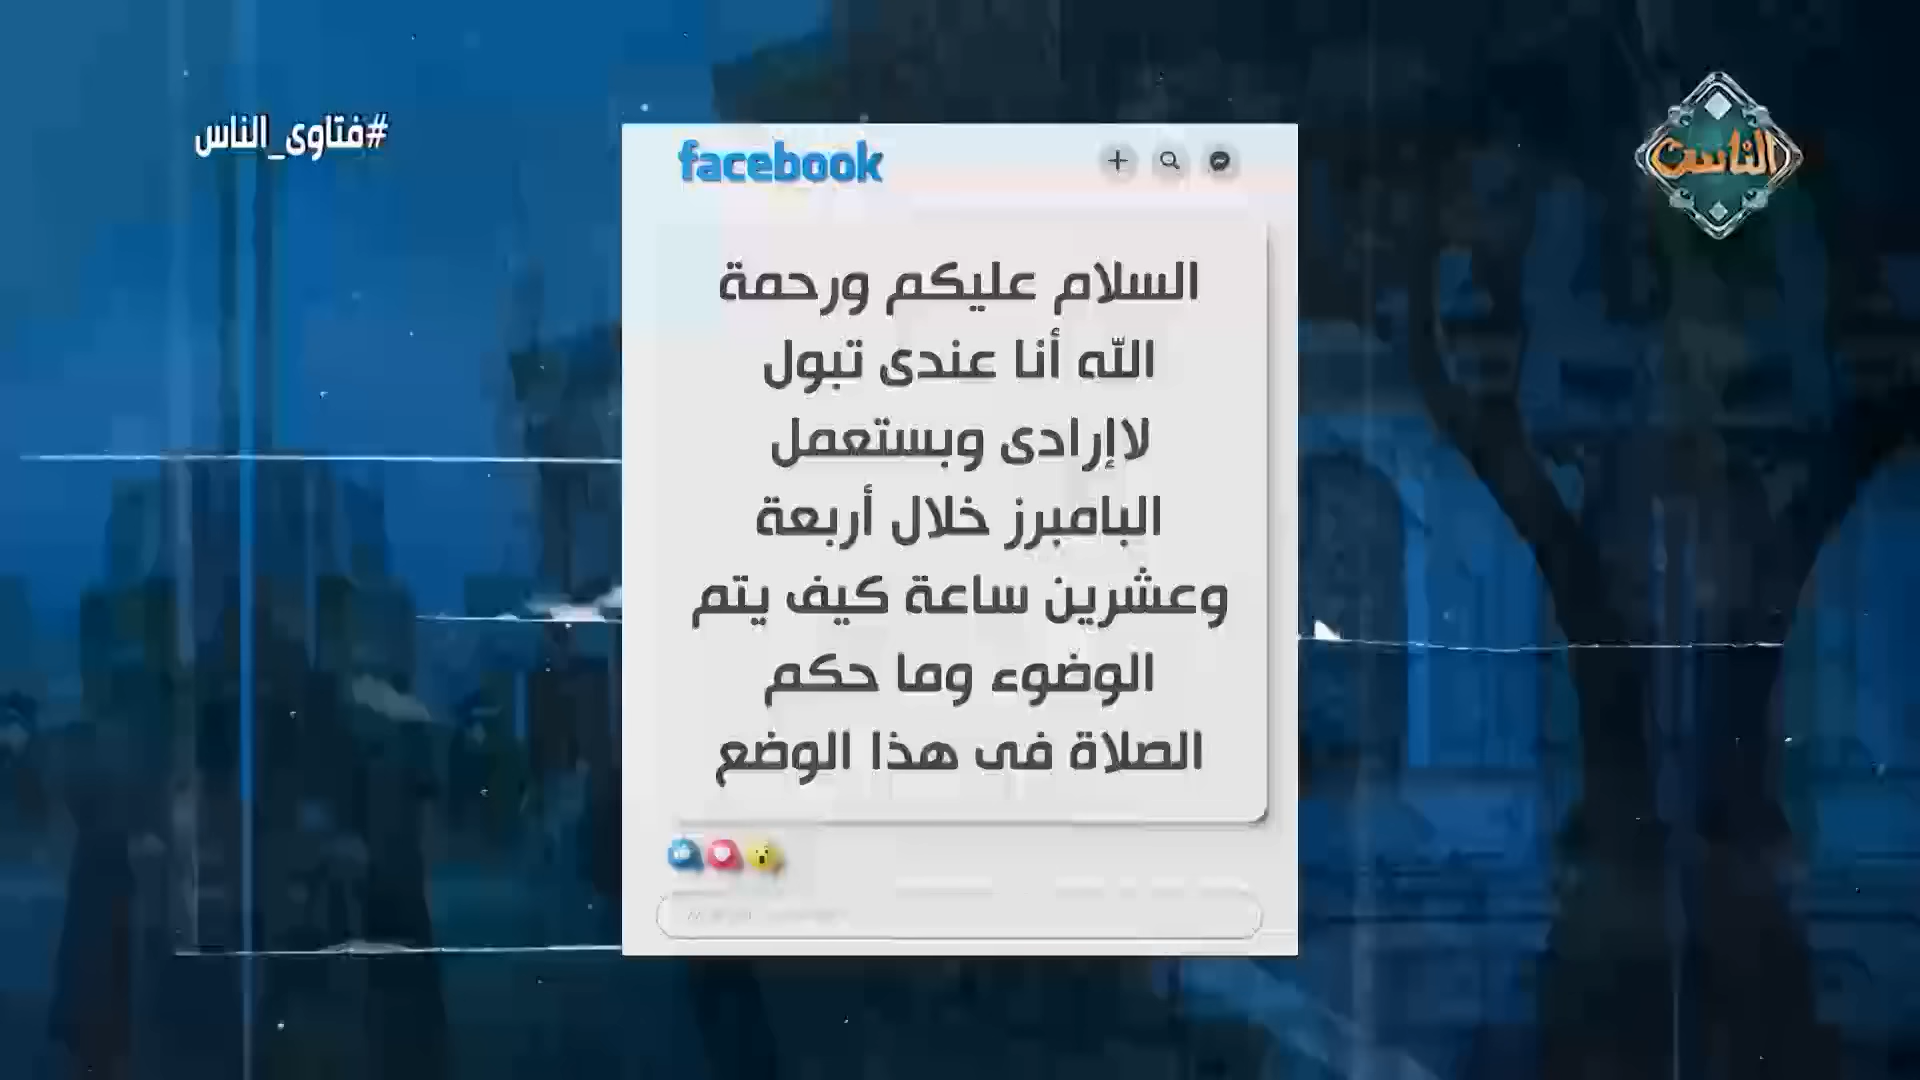 #فتاوى_الناس
الناس
facebook
السلام عليكم ورحمة
الله أنا عندى تبول
لاإرادى وبستعمل
البامبرز خلال أربعة
وعشرين ساعة كيف يتم
الوضوء وما حكم
الصلاة فى هذا الوضع